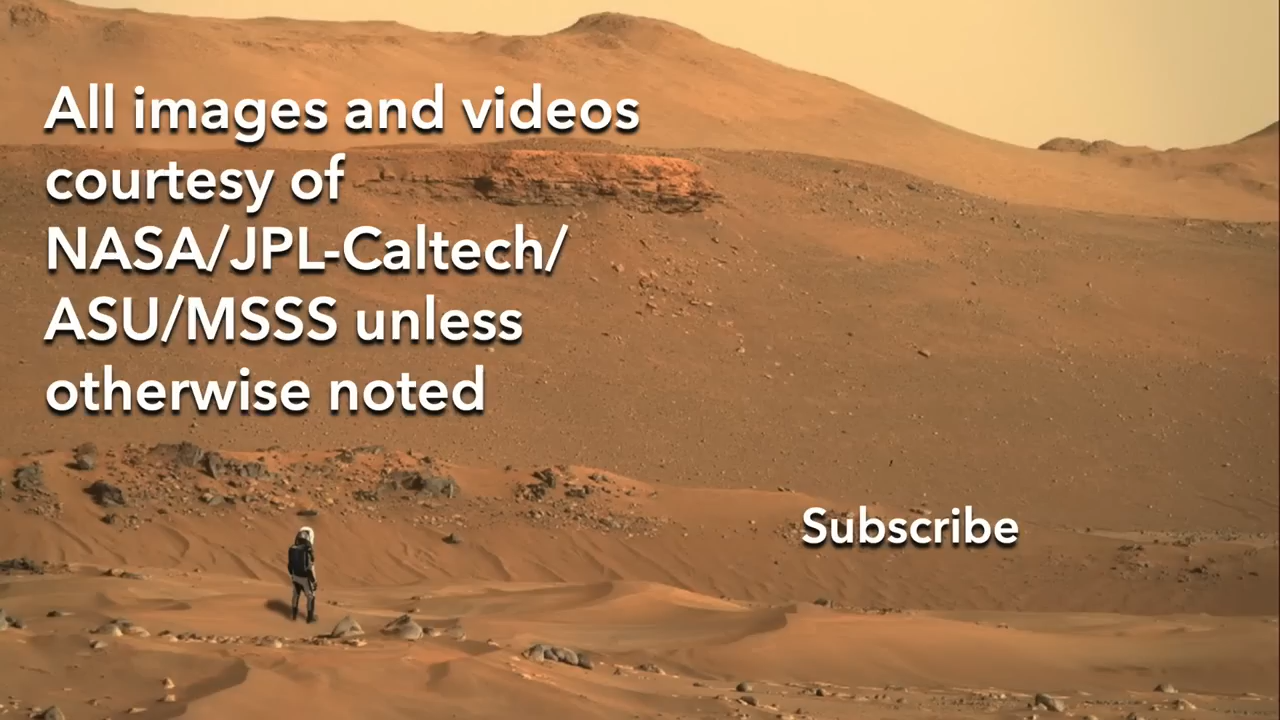 All images and videos
courtesy of
NASA/JPL-Caltech/
ASU/MSSS unless
otherwise noted
Subscribe